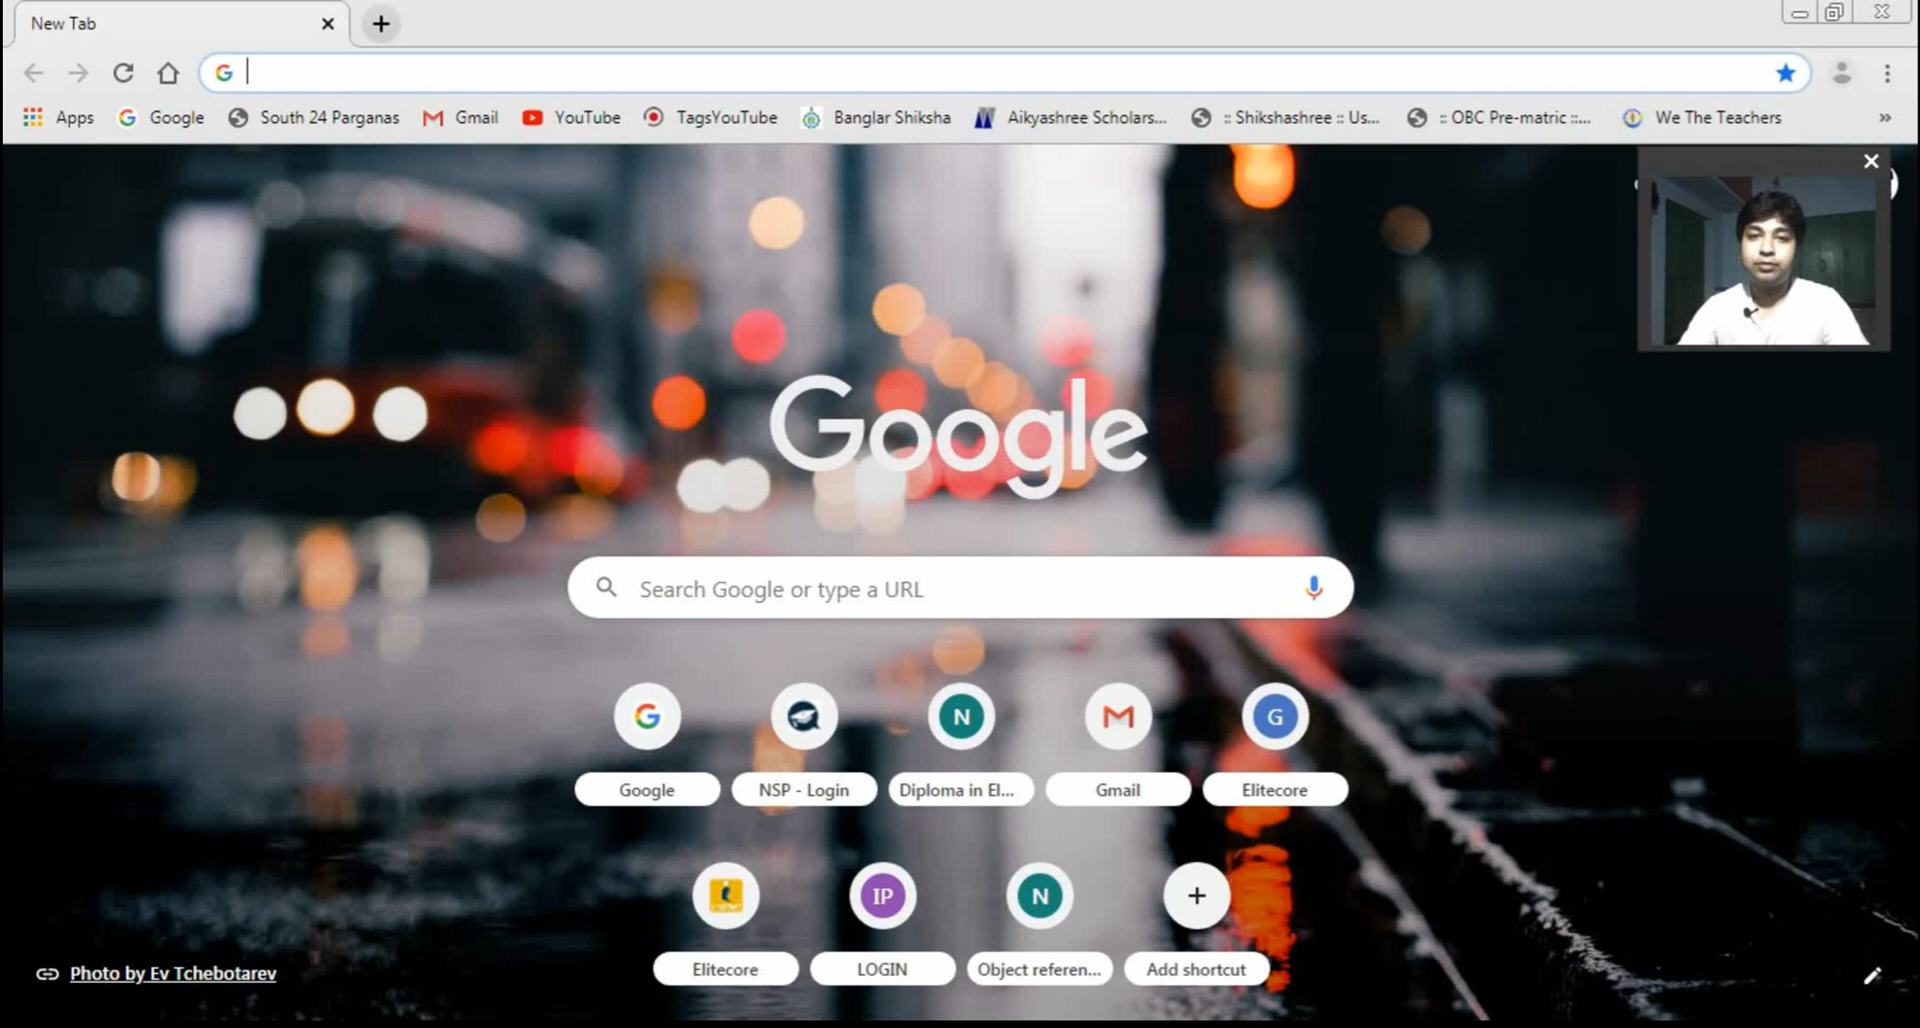 New Tab
Apps Google South 24 Parganas Gmail YouTube TagsYouTube Banglar Shiksha Aikyashree Scholars... :: Shikshashree :: Us... :: OBC Pre-matric ::... We The Teachers »
Google
Search Google or type a URL
N G
Google NSP - Login Diploma in El... Gmail Elitecore
IP N
Elitecore LOGIN Object referen... Add shortcut
Photo by Ev Tchebotarev